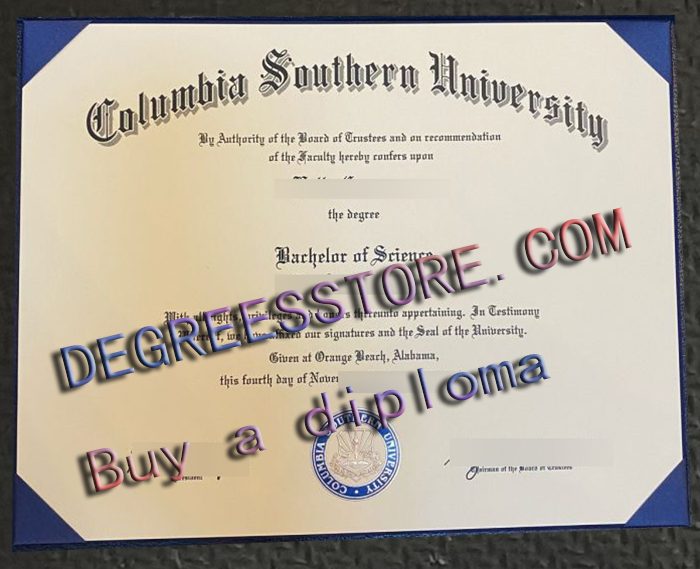 Columbia Southern University
By Authority of the Board of Trustees and on recommendation
of the Faculty hereby confers upon
the degree
Bachelor of Science
DEGREESSTORE.COM
thereunto appertaining. In Testimony
our signatures and the Seal of the University.
Given at Orange Beach, Alabama,
this fourth day of Novem
Buy a diploma
COLUMBIA SOUTHERN UNIVERSITY
Chairman of the Board of Trustees